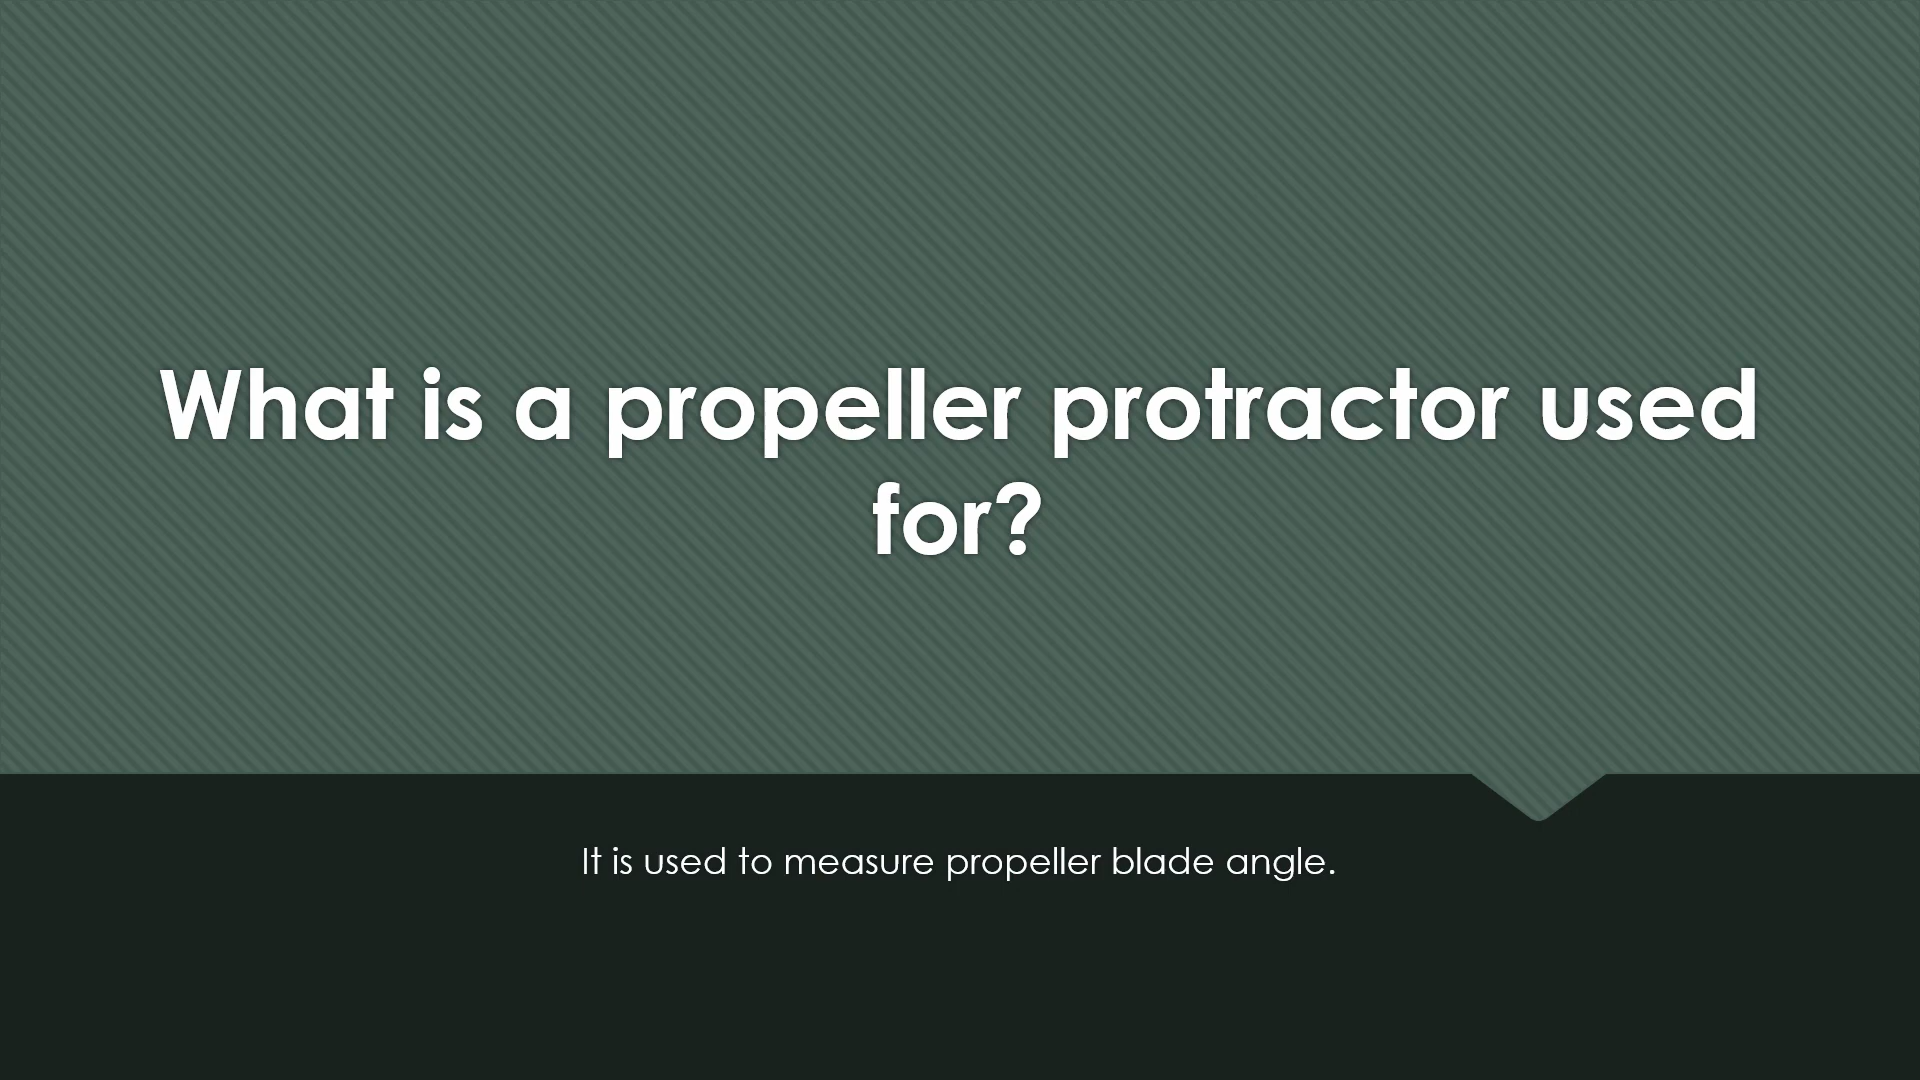 What is a propeller protractor used
for?
It is used to measure propeller blade angle.